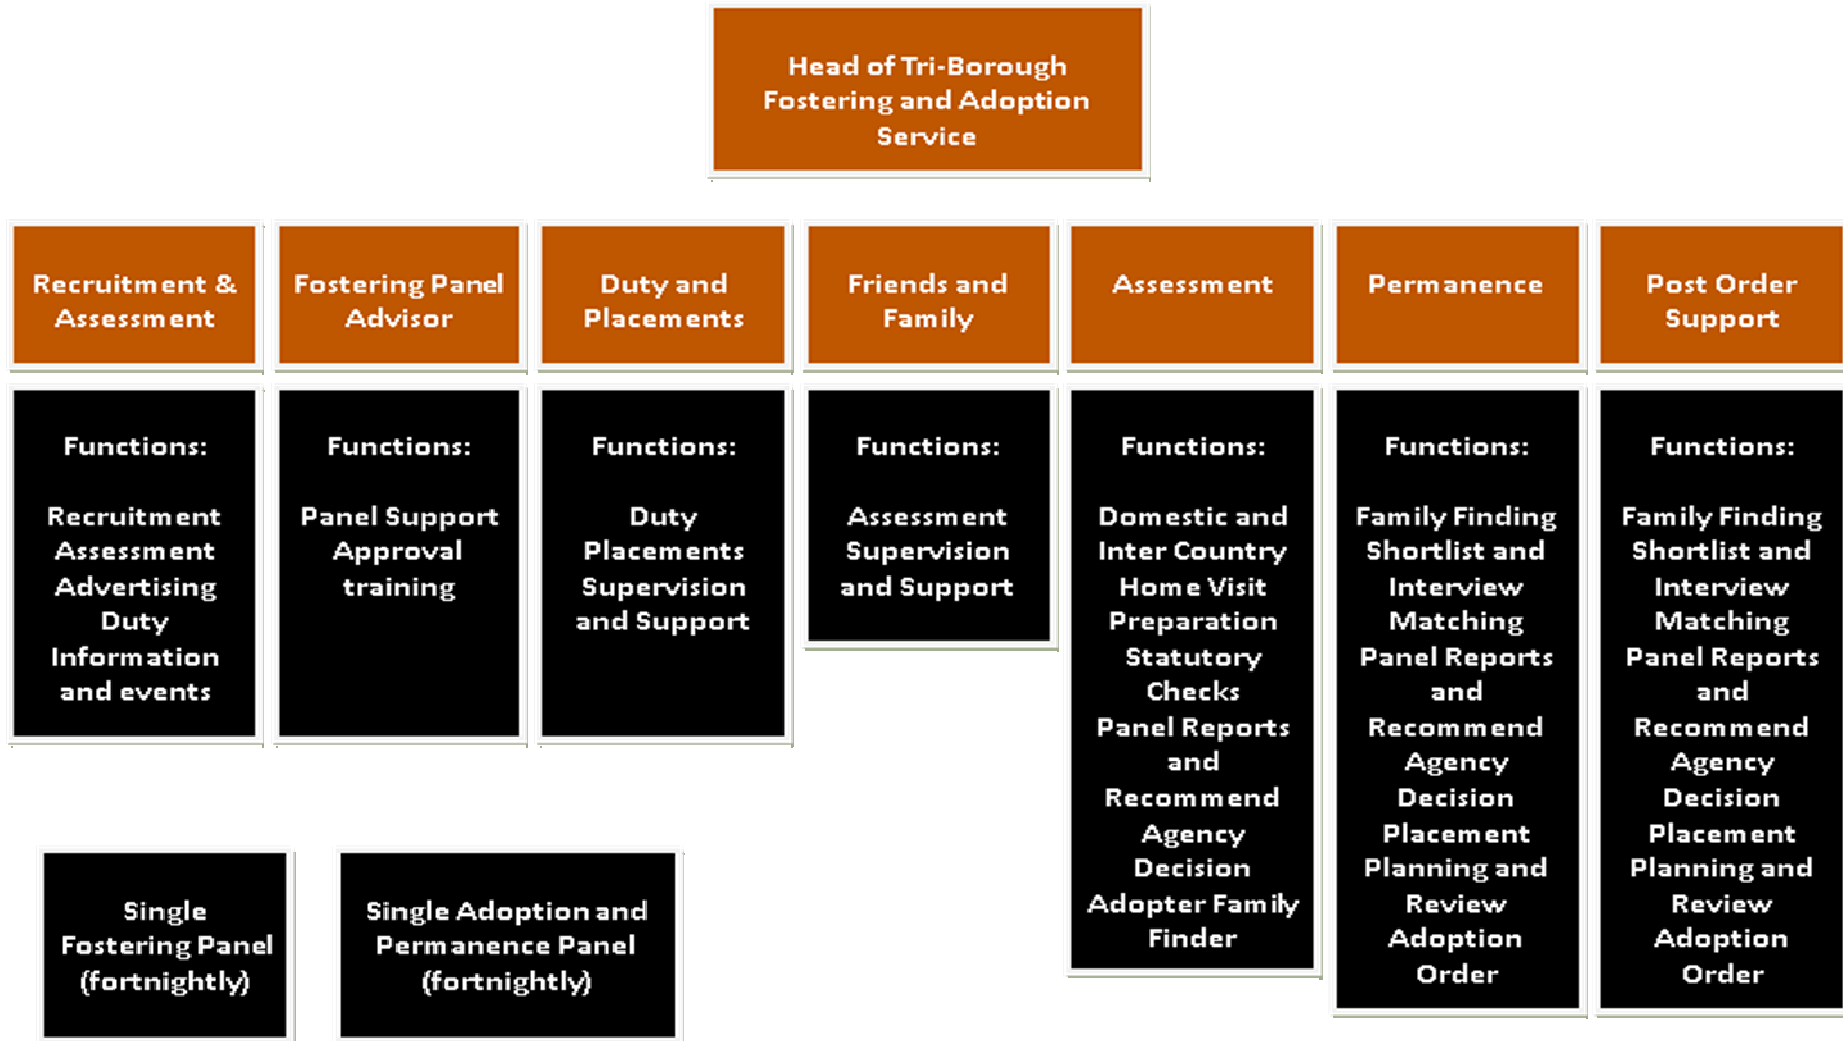 Head of Tri-Borough
Fostering and Adoption
Service
Recruitment &
Assessment
Fostering Panel
Advisor
Duty and
Placements
Friends and
Family
Assessment
Permanence
Post Order
Support
Functions:
Recruitment
Assessment
Advertising
Duty
Information
and events
Functions:
Panel Support
Approval
training
Functions:
Duty
Placements
Supervision
and Support
Functions:
Assessment
Supervision
and Support
Functions:
Domestic and
Inter Country
Home Visit
Preparation
Statutory
Checks
Panel Reports
and
Recommend
Agency
Decision
Adopter Family
Finder
Functions:
Family Finding
Shortlist and
Interview
Matching
Panel Reports
and
Recommend
Agency
Decision
Placement
Planning and
Review
Adoption
Order
Functions:
Family Finding
Shortlist and
Interview
Matching
Panel Reports
and
Recommend
Agency
Decision
Placement
Planning and
Review
Adoption
Order
Single
Fostering Panel
(fortnightly)
Single Adoption and
Permanence Panel
(fortnightly)